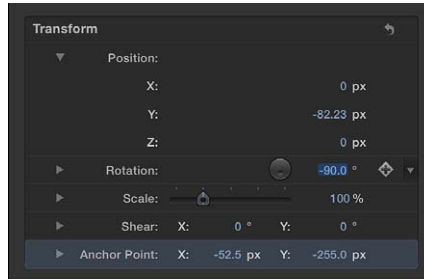 Transform
Position:
X: 0 px
Y: -82.23 px
Z: 0 px
Rotation: -90.0 °
Scale: 100 %
Shear: X: 0 ° Y: 0 °
Anchor Point: X: -52.5 px Y: -255.0 px